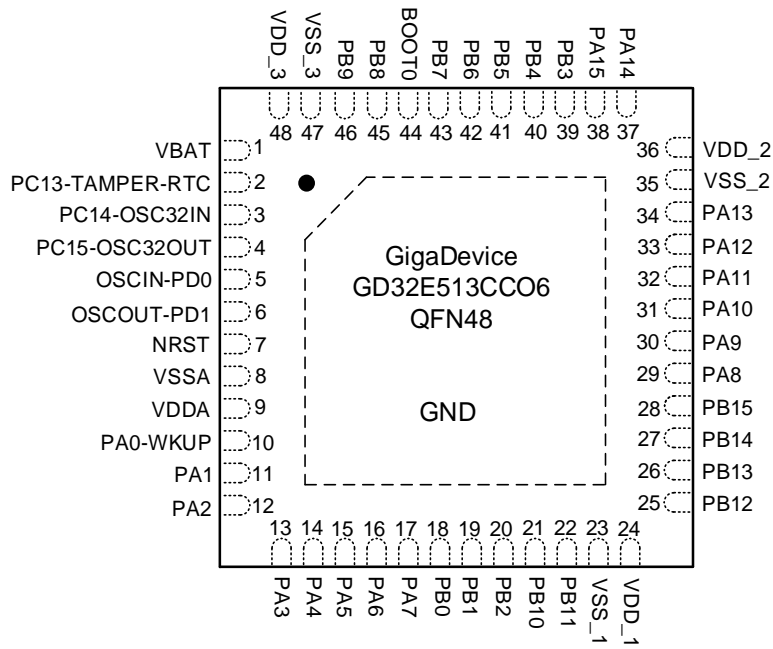 VDD_3
VSS_3
PB9
PB8
BOOT0
PB7
PB6
PB5
PB4
PB3
PA15
PA14
48 47 46 45 44 43 42 41 40 39 38 37
VBAT 1
PC13-TAMPER-RTC 2
PC14-OSC32IN 3
PC15-OSC32OUT 4
OSCIN-PD0 5
OSCOUT-PD1 6
NRST 7
VSSA 8
VDDA 9
PA0-WKUP 10
PA1 11
PA2 12
GigaDevice
GD32E513CCO6
QFN48
GND
36 VDD_2
35 VSS_2
34 PA13
33 PA12
32 PA11
31 PA10
30 PA9
29 PA8
28 PB15
27 PB14
26 PB13
25 PB12
13 14 15 16 17 18 19 20 21 22 23 24
PA3
PA4
PA5
PA6
PA7
PB0
PB1
PB2
PB10
PB11
VSS_1
VDD_1